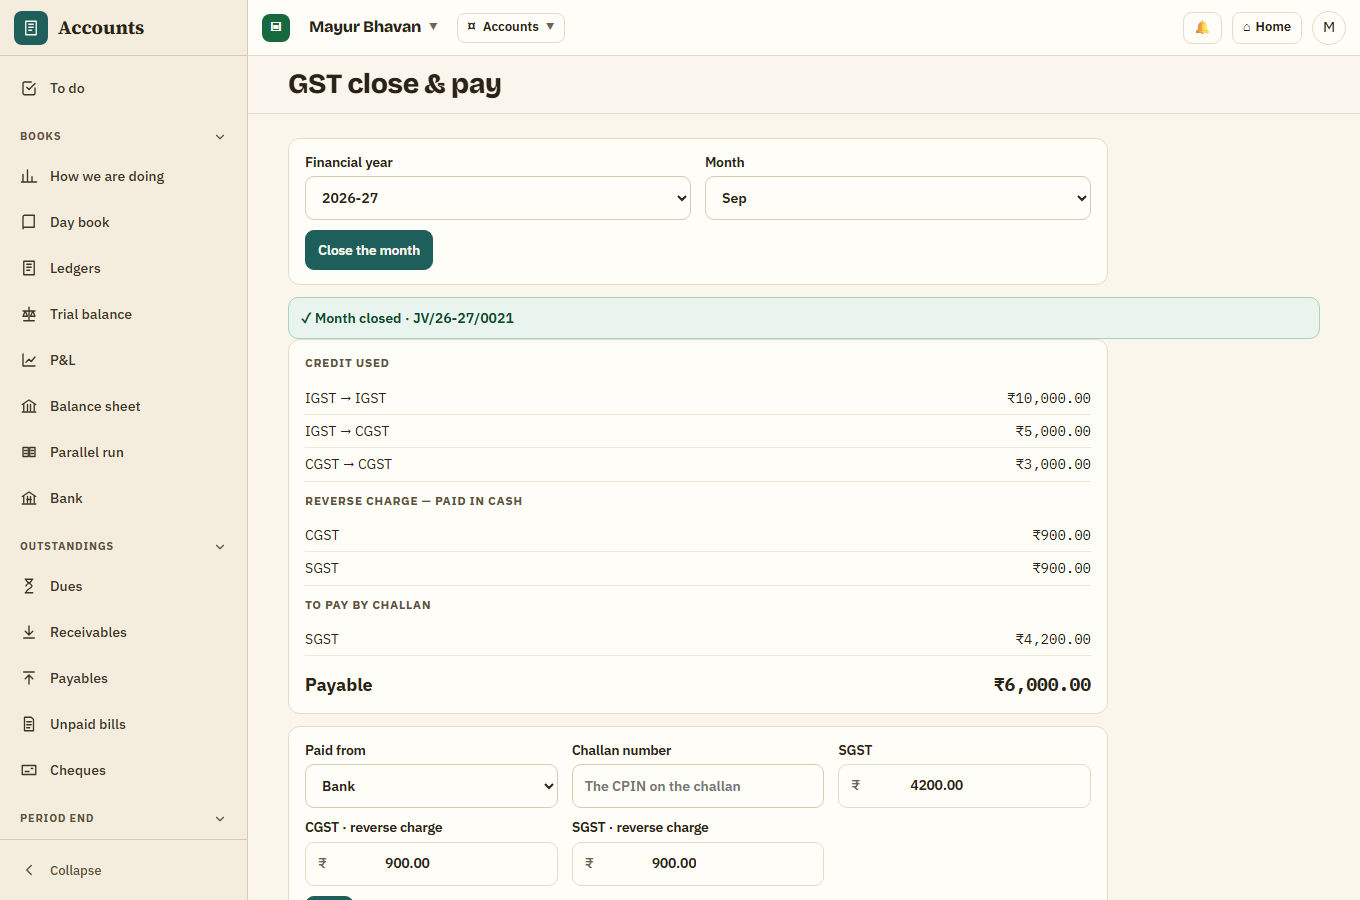 Accounts
Mayur Bhavan ▼
¤ Accounts ▼
⌂ Home
M
To do
BOOKS
How we are doing
Day book
Ledgers
Trial balance
P&L
Balance sheet
Parallel run
Bank
OUTSTANDINGS
Dues
Receivables
Payables
Unpaid bills
Cheques
PERIOD END
Collapse
GST close & pay
Financial year
Month
2026-27
Sep
Close the month
✓ Month closed · JV/26-27/0021
CREDIT USED
IGST → IGST ₹10,000.00
IGST → CGST ₹5,000.00
CGST → CGST ₹3,000.00
REVERSE CHARGE — PAID IN CASH
CGST ₹900.00
SGST ₹900.00
TO PAY BY CHALLAN
SGST ₹4,200.00
Payable ₹6,000.00
Paid from
Challan number
SGST
Bank
The CPIN on the challan
₹ 4200.00
CGST · reverse charge
SGST · reverse charge
₹ 900.00
₹ 900.00